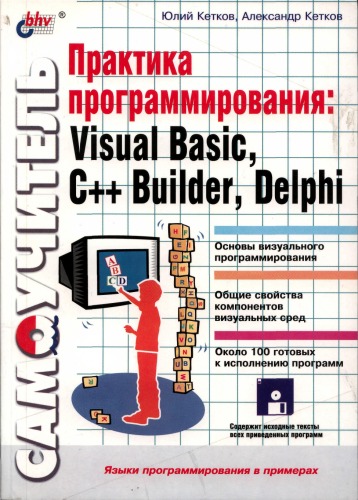 bhv®
Юлий Кетков, Александр Кетков
САМОУЧИТЕЛЬ
Практика
программирования:
Visual Basic,
C++ Builder, Delphi
Основы визуального
программирования
Общие свойства
компонентов
визуальных сред
Около 100 готовых
к исполнению программ
Содержит исходные тексты
всех приведенных программ
Языки программирования в примерах